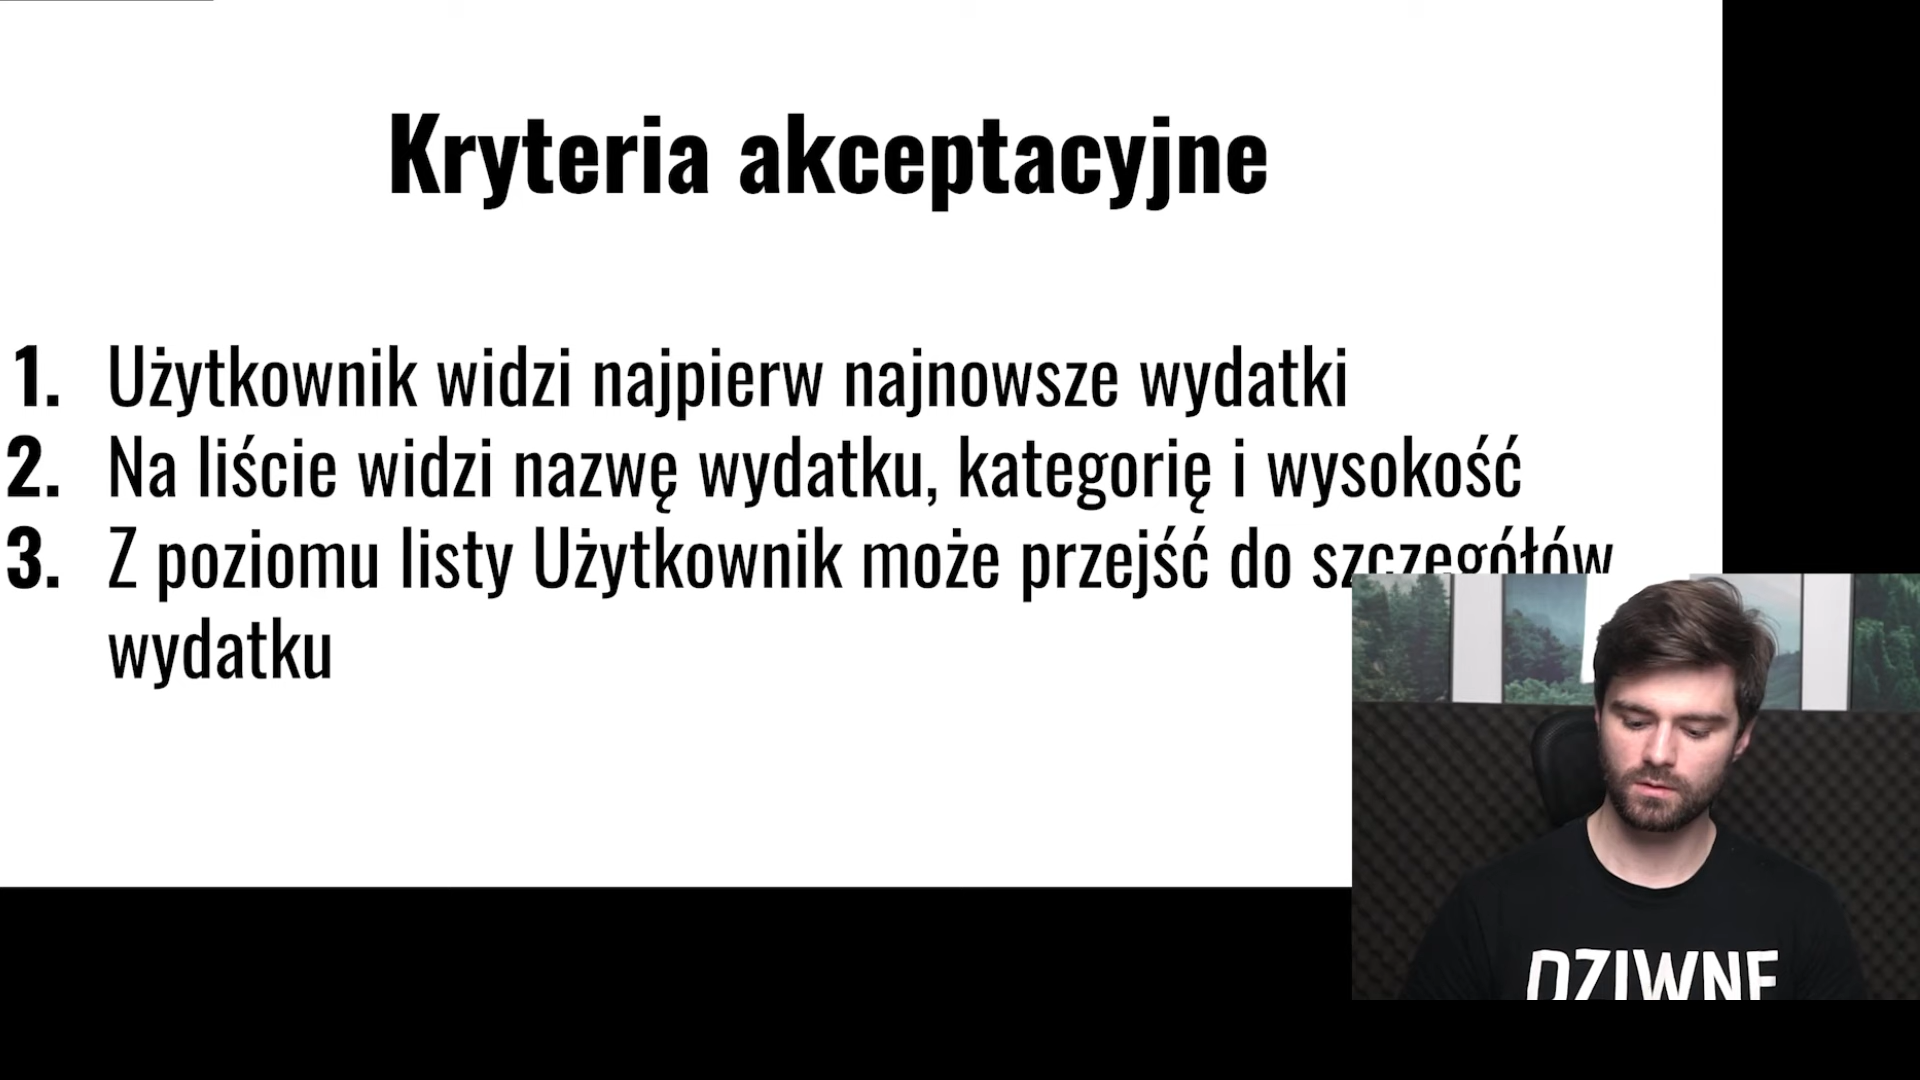 Kryteria akceptacyjne
1. Użytkownik widzi najpierw najnowsze wydatki
2. Na liście widzi nazwę wydatku, kategorię i wysokość
3. Z poziomu listy Użytkownik może przejść do szczegółów
wydatku
DZIWNE